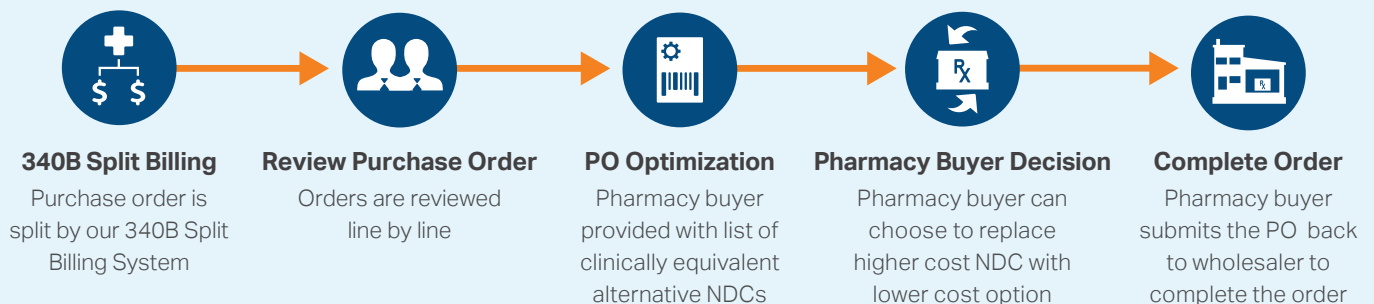 340B Split Billing
Purchase order is
split by our 340B Split
Billing System
Review Purchase Order
Orders are reviewed
line by line
PO Optimization
Pharmacy buyer
provided with list of
clinically equivalent
alternative NDCs
Rx
Pharmacy Buyer Decision
Pharmacy buyer can
choose to replace
higher cost NDC with
lower cost option
Rx
Complete Order
Pharmacy buyer
submits the PO back
to wholesaler to
complete the order